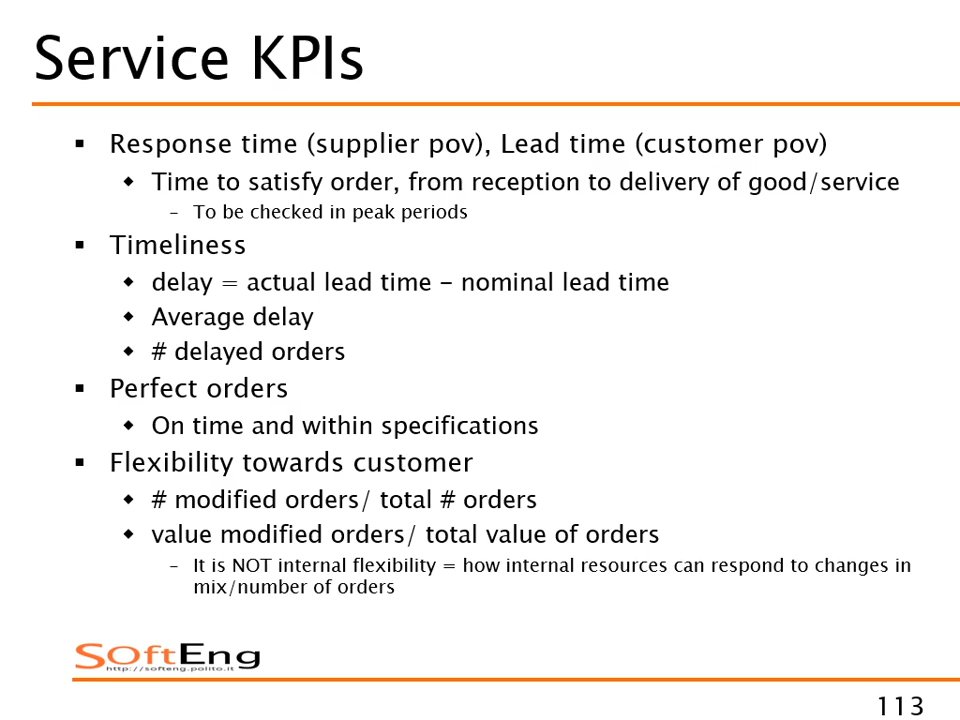 Service KPIs
▪ Response time (supplier pov), Lead time (customer pov)
◆ Time to satisfy order, from reception to delivery of good/service
– To be checked in peak periods
▪ Timeliness
◆ delay = actual lead time – nominal lead time
◆ Average delay
◆ # delayed orders
▪ Perfect orders
◆ On time and within specifications
▪ Flexibility towards customer
◆ # modified orders/ total # orders
◆ value modified orders/ total value of orders
– It is NOT internal flexibility = how internal resources can respond to changes in
mix/number of orders
SOftEng
http://softeng.polito.it
113